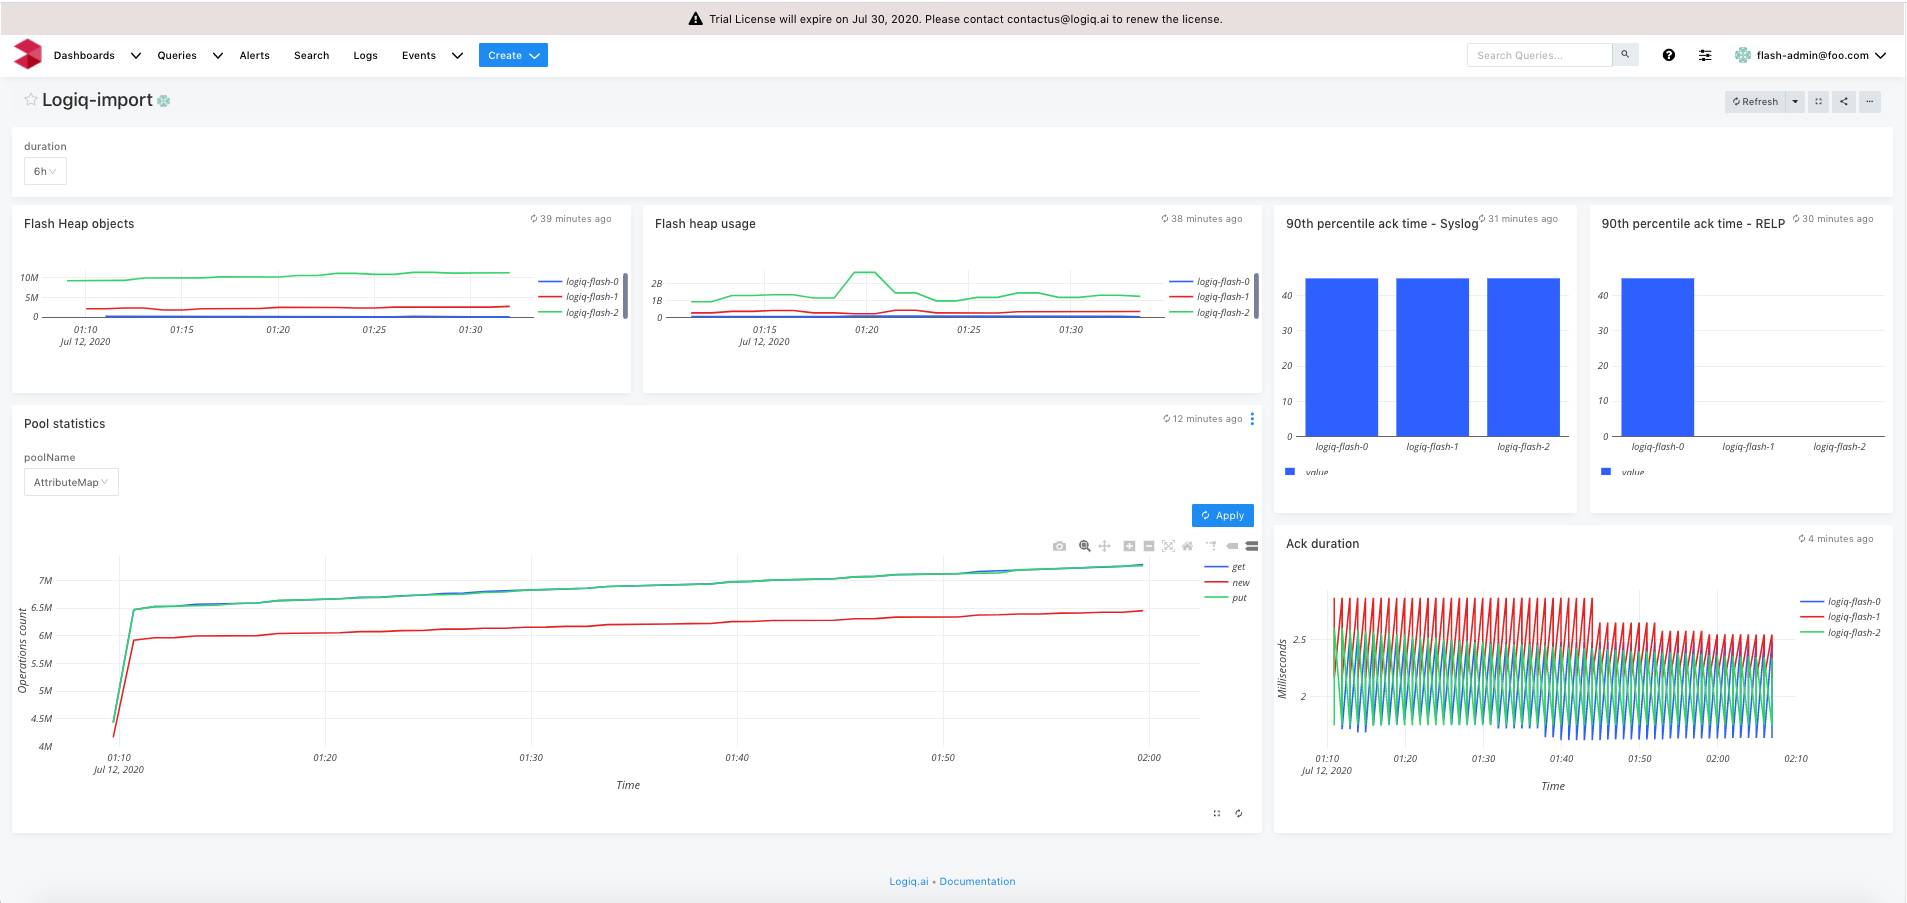 Trial License will expire on Jul 30, 2020. Please contact contactus@logiq.ai to renew the license.
Dashboards Queries Alerts Search Logs Events Create Search Queries... flash-admin@foo.com
Logiq-import Refresh
duration
6h
Flash Heap objects 39 minutes ago
10M
5M
0
01:10 01:15 01:20 01:25 01:30
Jul 12, 2020
logiq-flash-0
logiq-flash-1
logiq-flash-2
Flash heap usage 38 minutes ago
2B
1B
0
01:15 01:20 01:25 01:30
Jul 12, 2020
logiq-flash-0
logiq-flash-1
logiq-flash-2
90th percentile ack time - Syslog 31 minutes ago
40
30
20
10
0
logiq-flash-0 logiq-flash-1 logiq-flash-2
value
90th percentile ack time - RELP 30 minutes ago
40
30
20
10
0
logiq-flash-0 logiq-flash-1 logiq-flash-2
value
Pool statistics 12 minutes ago
poolName
AttributeMap
Apply
Operations count
7M
6.5M
6M
5.5M
5M
4.5M
4M
01:10 01:20 01:30 01:40 01:50 02:00
Jul 12, 2020
Time
get
new
put
Ack duration 4 minutes ago
Milliseconds
2.5
2
01:10 01:20 01:30 01:40 01:50 02:00 02:10
Jul 12, 2020
Time
logiq-flash-0
logiq-flash-1
logiq-flash-2
Logiq.ai • Documentation